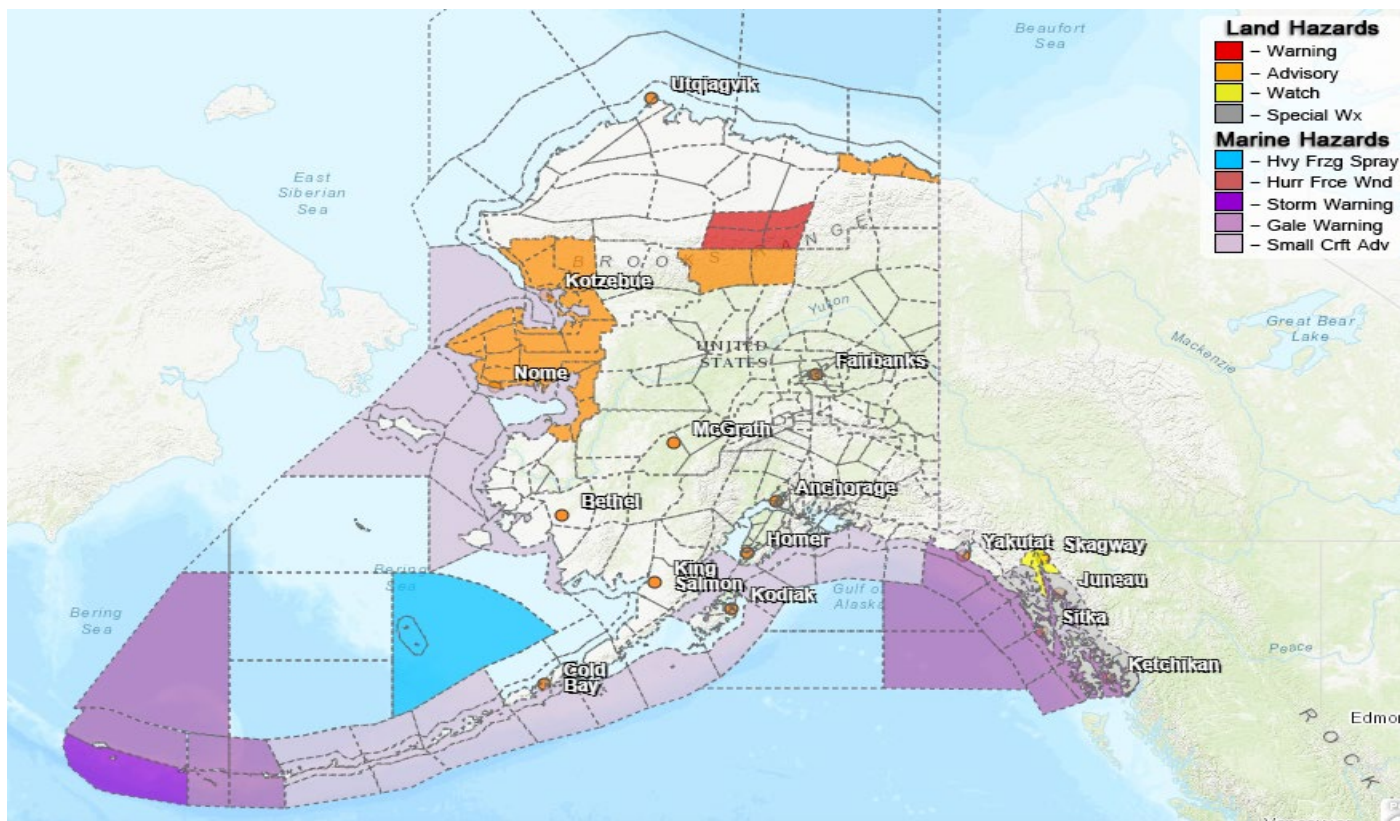 Land Hazards
– Warning
– Advisory
– Watch
– Special Wx
Marine Hazards
– Hvy Frzg Spray
– Hurr Frce Wnd
– Storm Warning
– Gale Warning
– Small Crft Adv
Beaufort
Sea
Utqiagvik
East
Siberian
Sea
BROOKS RANGE
Kotzebue
Yukon
Great Bear
Lake
Mackenzie
UNITED
STATES
Fairbanks
Nome
McGrath
Anchorage
Bethel
Homer
Yakutat
Skagway
King
Salmon
Juneau
Bering
Sea
Kodiak
Gulf of
Alaska
Bering
Sea
Sitka
Peace
Ketchikan
Cold
Bay
ROCK
Edmon